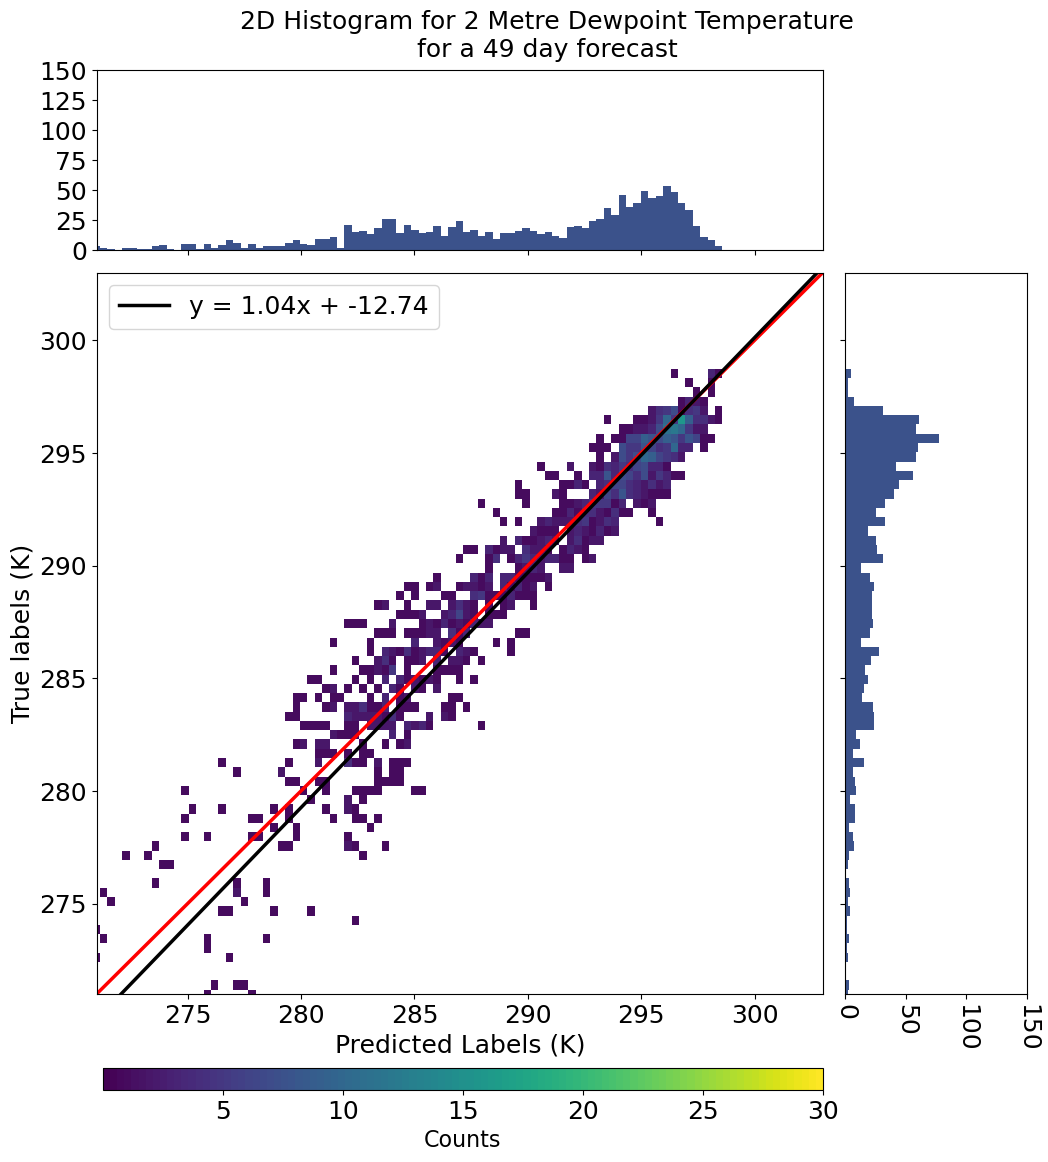 2D Histogram for 2 Metre Dewpoint Temperature
for a 49 day forecast
150
125
100
75
50
25
0
y = 1.04x + -12.74
300
295
290
285
280
275
True labels (K)
275 280 285 290 295 300
Predicted Labels (K)
0 50 100 150
5 10 15 20 25 30
Counts